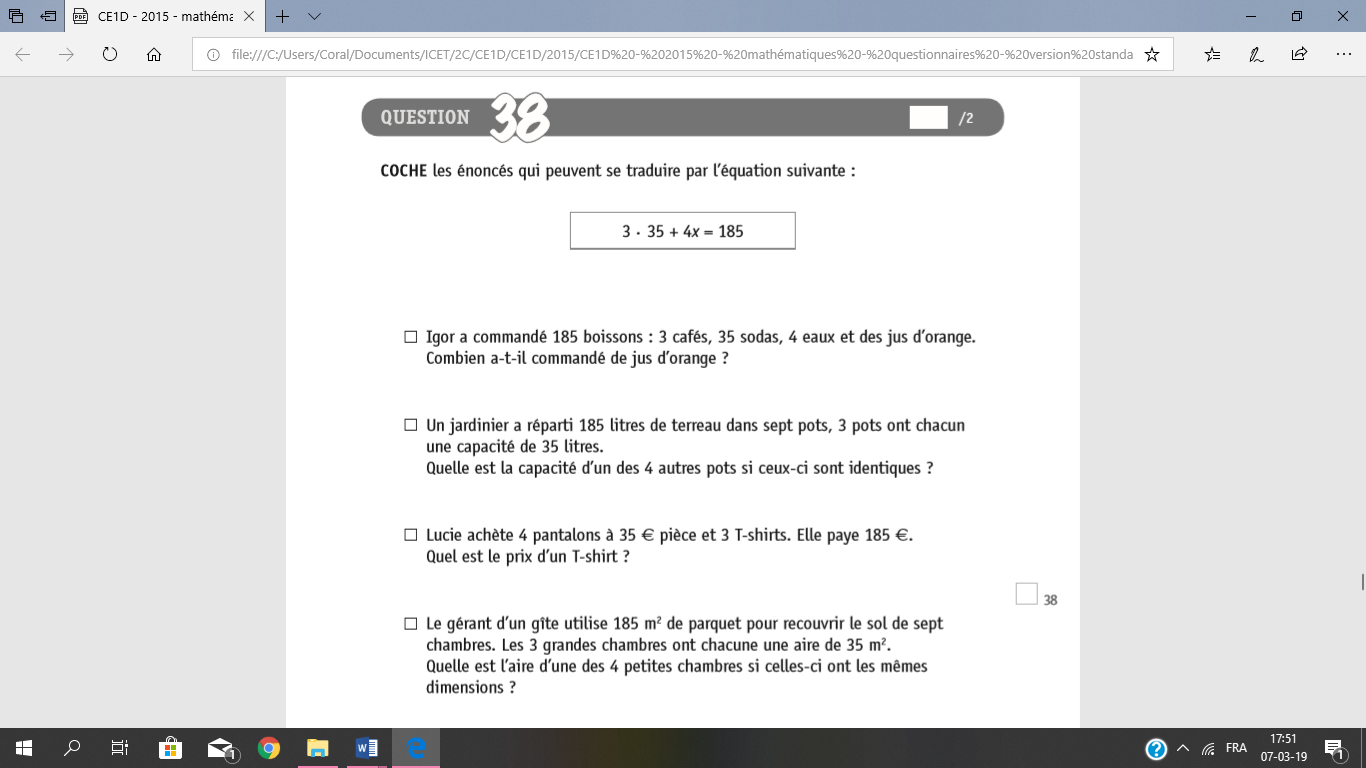 CE1D - 2015 - mathéma
file:///C:/Users/Coral/Documents/ICET/2C/CE1D/CE1D/2015/CE1D%20-%202015%20-%20mathématiques%20-%20questionnaires%20-%20version%20standa
QUESTION 38 /2
COCHE les énoncés qui peuvent se traduire par l'équation suivante :
3 · 35 + 4x = 185
Igor a commandé 185 boissons : 3 cafés, 35 sodas, 4 eaux et des jus d'orange.
Combien a-t-il commandé de jus d'orange ?
Un jardinier a réparti 185 litres de terreau dans sept pots, 3 pots ont chacun
une capacité de 35 litres.
Quelle est la capacité d'un des 4 autres pots si ceux-ci sont identiques ?
Lucie achète 4 pantalons à 35 € pièce et 3 T-shirts. Elle paye 185 €.
Quel est le prix d'un T-shirt ?
38
Le gérant d'un gîte utilise 185 m² de parquet pour recouvrir le sol de sept
chambres. Les 3 grandes chambres ont chacune une aire de 35 m².
Quelle est l'aire d'une des 4 petites chambres si celles-ci ont les mêmes
dimensions ?
1
FRA
17:51
07-03-19
1